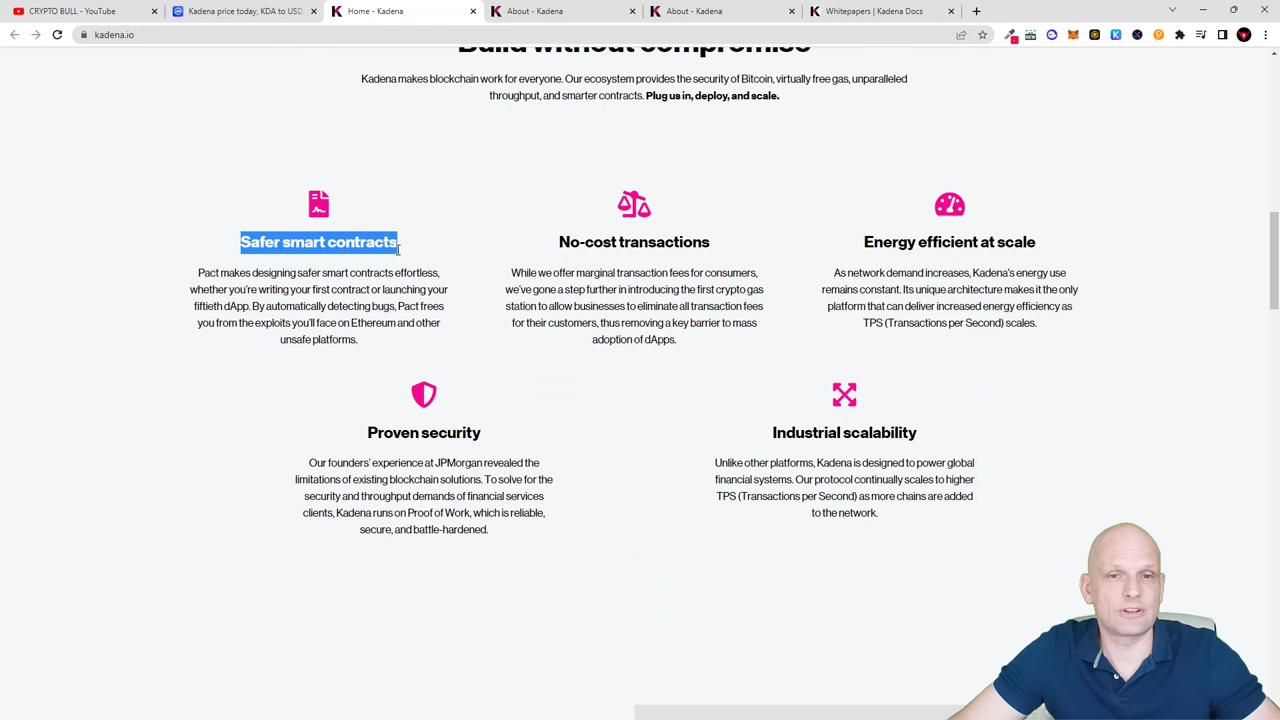 CRYPTO BULL - YouTube
Kadena price today, KDA to USD
Home - Kadena
About - Kadena
About - Kadena
Whitepapers | Kadena Docs
kadena.io
Build without compromise
Kadena makes blockchain work for everyone. Our ecosystem provides the security of Bitcoin, virtually free gas, unparalleled
throughput, and smarter contracts. Plug us in, deploy, and scale.
Safer smart contracts
Pact makes designing safer smart contracts effortless,
whether you're writing your first contract or launching your
fiftieth dApp. By automatically detecting bugs, Pact frees
you from the exploits you'll face on Ethereum and other
unsafe platforms.
No-cost transactions
While we offer marginal transaction fees for consumers,
we've gone a step further in introducing the first crypto gas
station to allow businesses to eliminate all transaction fees
for their customers, thus removing a key barrier to mass
adoption of dApps.
Energy efficient at scale
As network demand increases, Kadena's energy use
remains constant. Its unique architecture makes it the only
platform that can deliver increased energy efficiency as
TPS (Transactions per Second) scales.
Proven security
Our founders' experience at JPMorgan revealed the
limitations of existing blockchain solutions. To solve for the
security and throughput demands of financial services
clients, Kadena runs on Proof of Work, which is reliable,
secure, and battle-hardened.
Industrial scalability
Unlike other platforms, Kadena is designed to power global
financial systems. Our protocol continually scales to higher
TPS (Transactions per Second) as more chains are added
to the network.